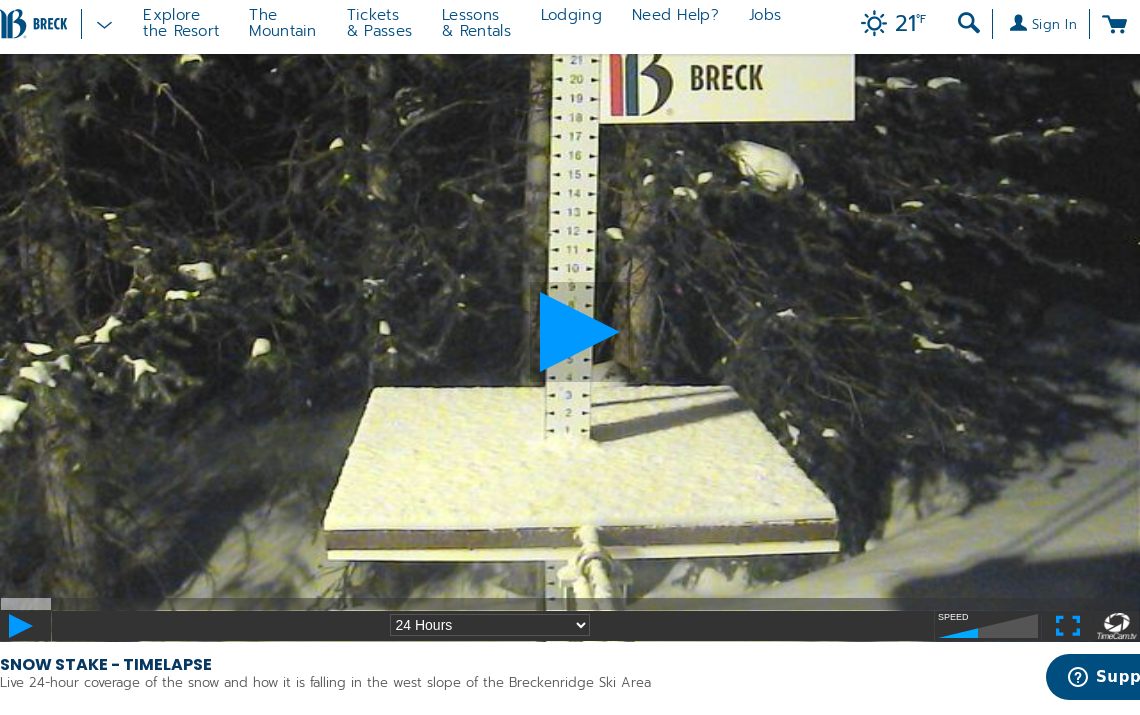 BRECK
Explore
the Resort
The
Mountain
Tickets
& Passes
Lessons
& Rentals
Lodging
Need Help?
Jobs
21°F
Sign In
21
20
19
18
17
16
15
14
13
12
11
10
9
8
5
4
3
2
1
BRECK
24 Hours
SPEED
TimeCam.tv
SNOW STAKE - TIMELAPSE
Live 24-hour coverage of the snow and how it is falling in the west slope of the Breckenridge Ski Area
Supp